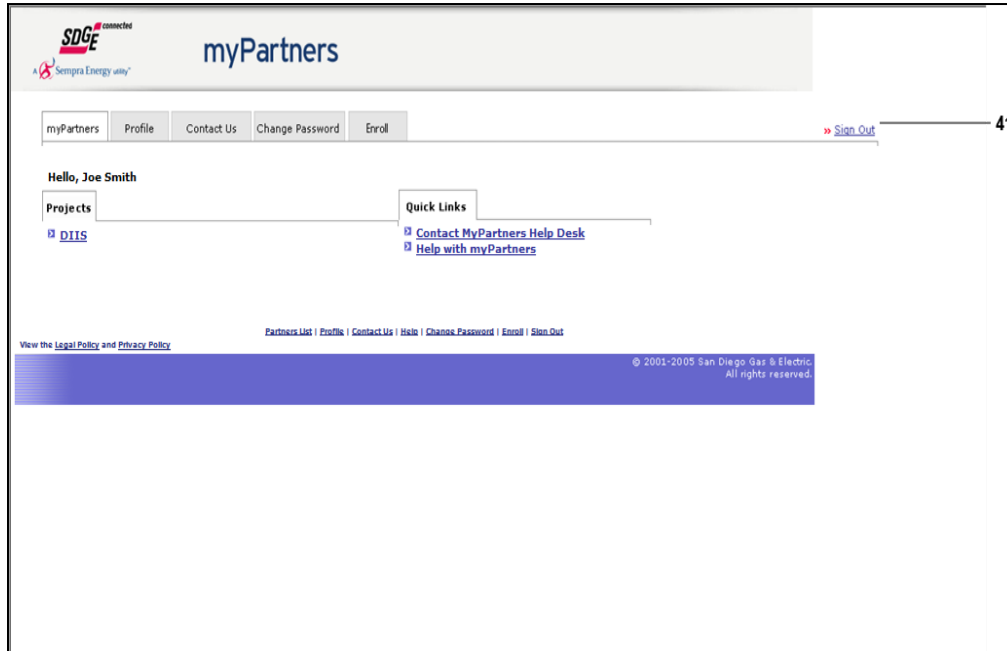 SDGE connected
A Sempra Energy utility"
myPartners
myPartners Profile Contact Us Change Password Enroll
» Sign Out
41
Hello, Joe Smith
Projects
DIIS
Quick Links
Contact MyPartners Help Desk
Help with myPartners
Partners List | Profile | Contact Us | Help | Change Password | Enroll | Sign Out
View the Legal Policy and Privacy Policy
© 2001-2005 San Diego Gas & Electric.
All rights reserved.